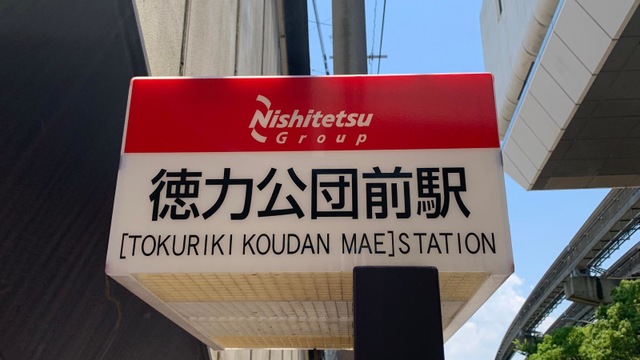 Nishitetsu
Group
徳力公団前駅
[TOKURIKI KOUDAN MAE]STATION